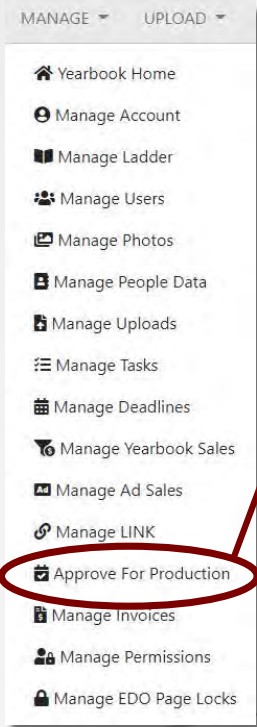 MANAGE UPLOAD
Yearbook Home
Manage Account
Manage Ladder
Manage Users
Manage Photos
Manage People Data
Manage Uploads
Manage Tasks
Manage Deadlines
Manage Yearbook Sales
Ad Manage Ad Sales
Manage LINK
Approve For Production
Manage Invoices
Manage Permissions
Manage EDO Page Locks